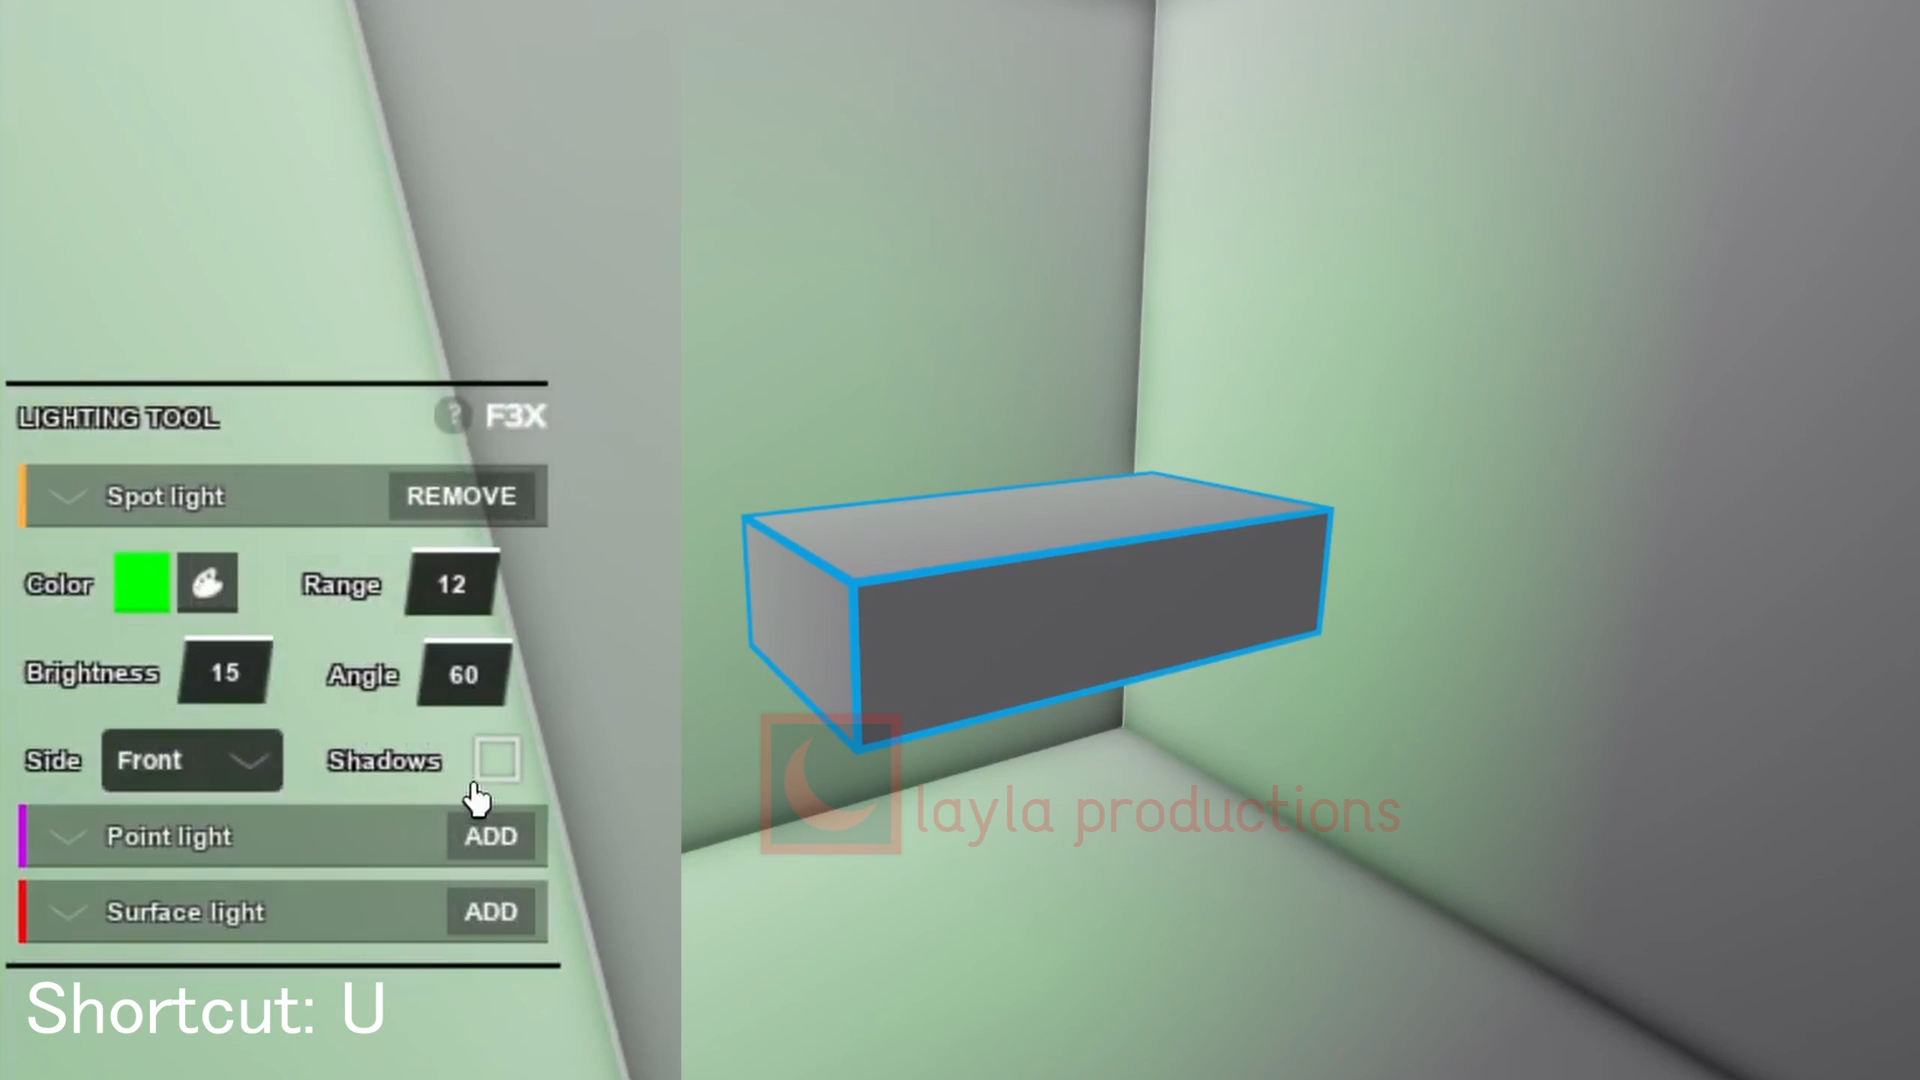 LIGHTING TOOL ? F3X
Spot light REMOVE
Color Range 12
Brightness 15 Angle 60
Side Front Shadows
Point light ADD
Surface light ADD
Shortcut: U
layla productions